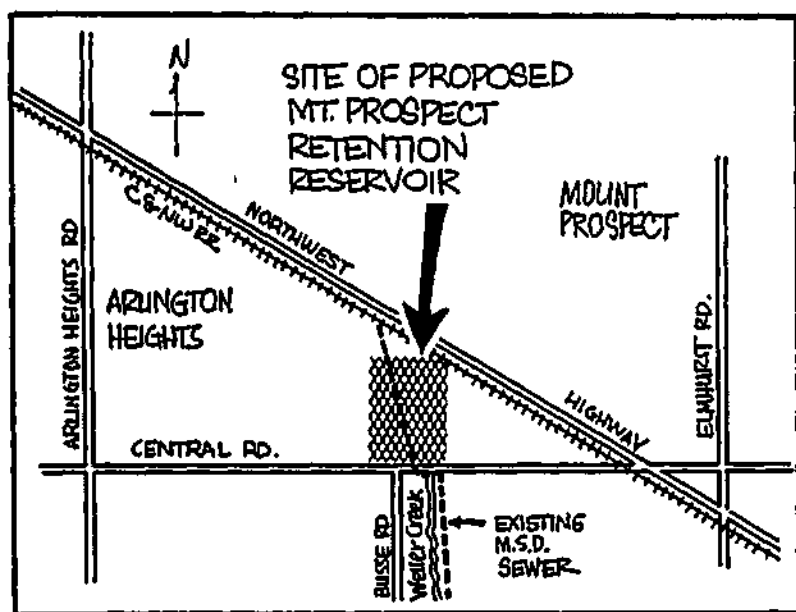 N
SITE OF PROPOSED
MT. PROSPECT
RETENTION
RESERVOIR
MOUNT
PROSPECT
C&NW RR.
NORTHWEST
HIGHWAY
ARLINGTON HEIGHTS RD
ARLINGTON
HEIGHTS
ELMHURST RD.
CENTRAL RD.
BUSSE RD
Weller Creek
EXISTING
M.S.D.
SEWER